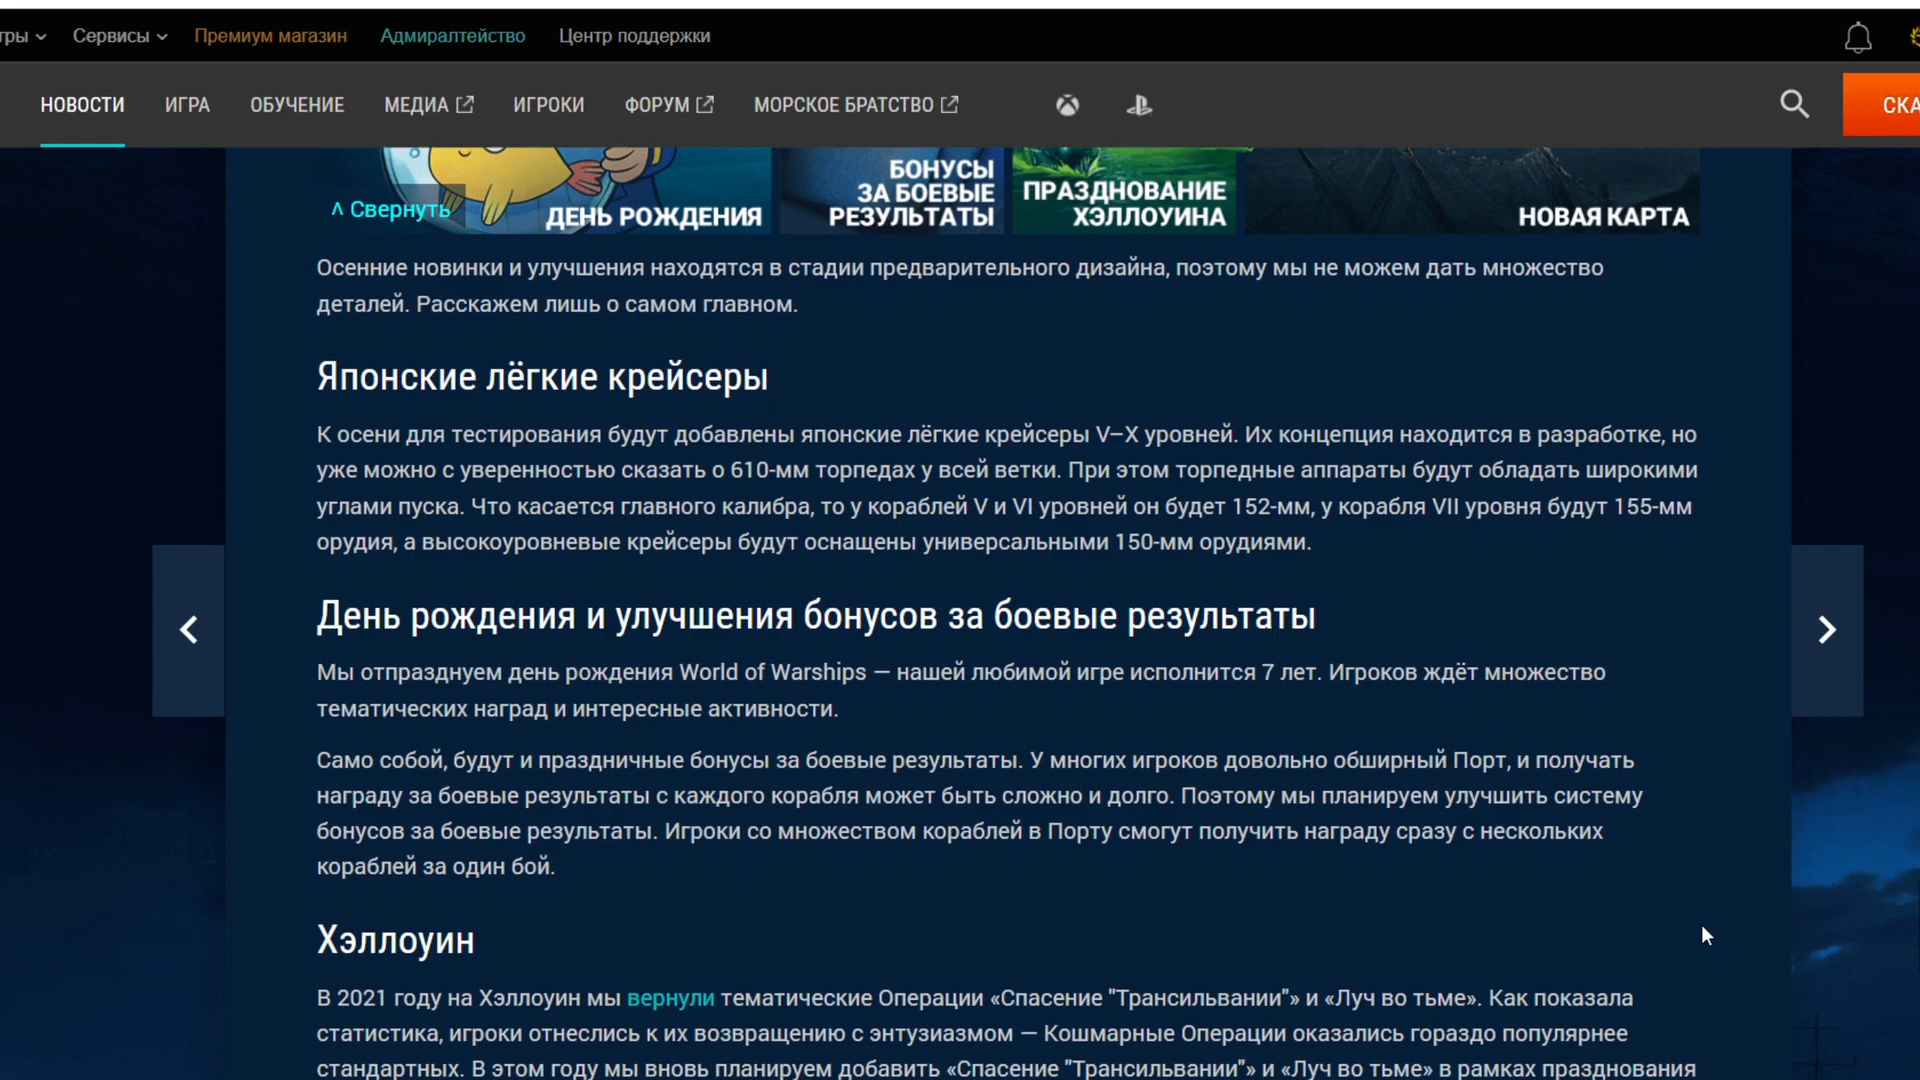 Сервисы
Премиум магазин
Адмиралтейство
Центр поддержки
НОВОСТИ
ИГРА
ОБУЧЕНИЕ
МЕДИА
ИГРОКИ
ФОРУМ
МОРСКОЕ БРАТСТВО
^ Свернуть
ДЕНЬ РОЖДЕНИЯ
БОНУСЫ
ЗА БОЕВЫЕ
РЕЗУЛЬТАТЫ
ПРАЗДНОВАНИЕ
ХЭЛЛОУИНА
НОВАЯ КАРТА
Осенние новинки и улучшения находятся в стадии предварительного дизайна, поэтому мы не можем дать множество
деталей. Расскажем лишь о самом главном.
Японские лёгкие крейсеры
К осени для тестирования будут добавлены японские лёгкие крейсеры V–X уровней. Их концепция находится в разработке, но
уже можно с уверенностью сказать о 610-мм торпедах у всей ветки. При этом торпедные аппараты будут обладать широкими
углами пуска. Что касается главного калибра, то у кораблей V и VI уровней он будет 152-мм, у корабля VII уровня будут 155-мм
орудия, а высокоуровневые крейсеры будут оснащены универсальными 150-мм орудиями.
День рождения и улучшения бонусов за боевые результаты
Мы отпразднуем день рождения World of Warships — нашей любимой игре исполнится 7 лет. Игроков ждёт множество
тематических наград и интересные активности.
Само собой, будут и праздничные бонусы за боевые результаты. У многих игроков довольно обширный Порт, и получать
награду за боевые результаты с каждого корабля может быть сложно и долго. Поэтому мы планируем улучшить систему
бонусов за боевые результаты. Игроки со множеством кораблей в Порту смогут получить награду сразу с нескольких
кораблей за один бой.
Хэллоуин
В 2021 году на Хэллоуин мы вернули тематические Операции «Спасение "Трансильвании"» и «Луч во тьме». Как показала
статистика, игроки отнеслись к их возвращению с энтузиазмом — Кошмарные Операции оказались гораздо популярнее
стандартных. В этом году мы вновь планируем добавить «Спасение "Трансильвании"» и «Луч во тьме» в рамках празднования